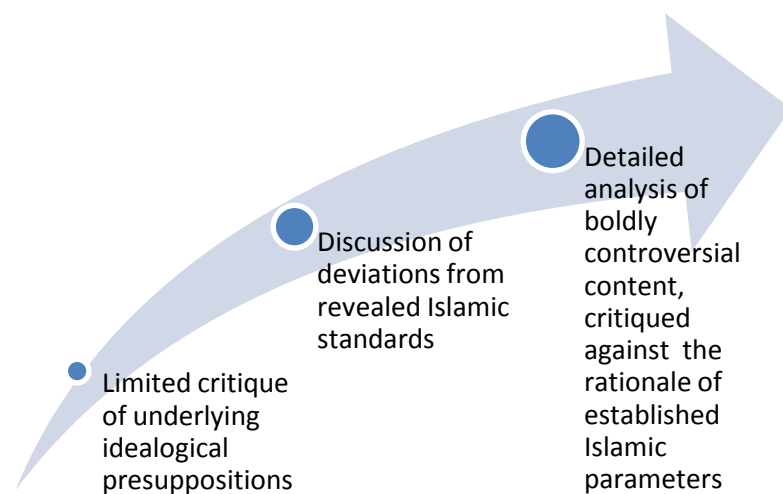 Limited critique
of underlying
idealogical
presuppositions
Discussion of
deviations from
revealed Islamic
standards
Detailed
analysis of
boldly
controversial
content,
critiqued
against the
rationale of
established
Islamic
parameters